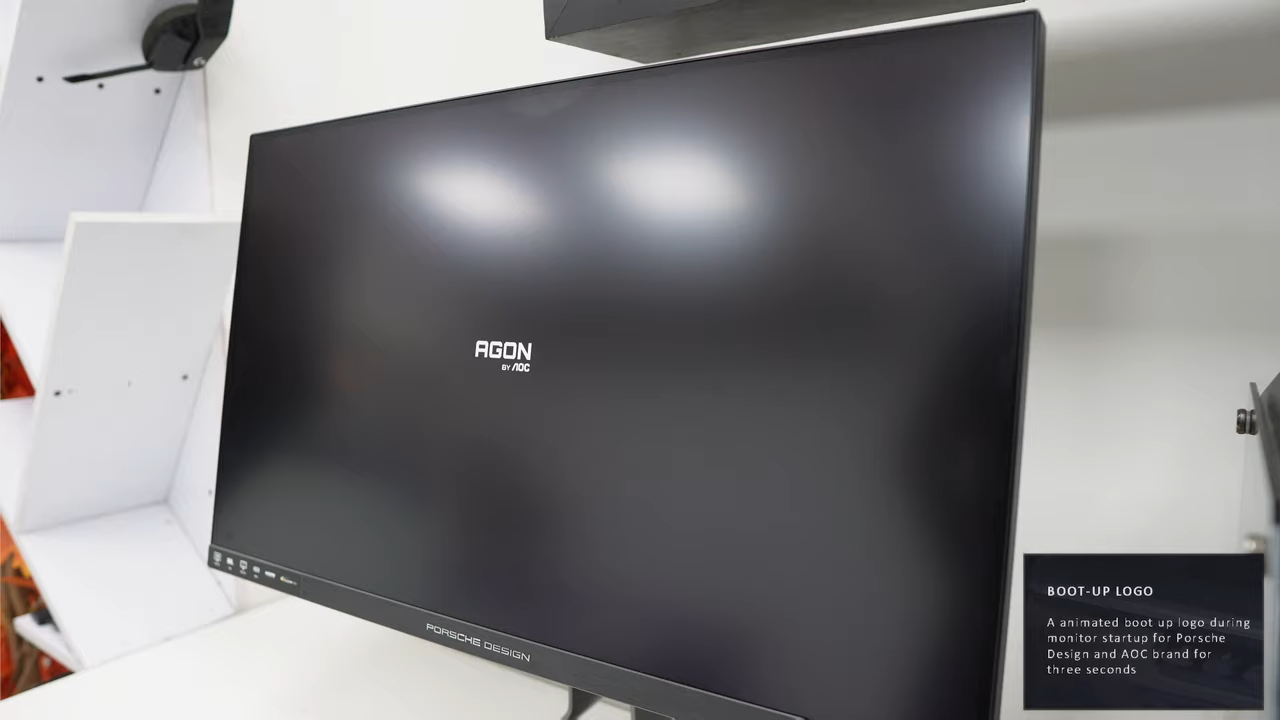 AGON
BY AOC
PORSCHE DESIGN
BOOT-UP LOGO
A animated boot up logo during
monitor startup for Porsche
Design and AOC brand for
three seconds